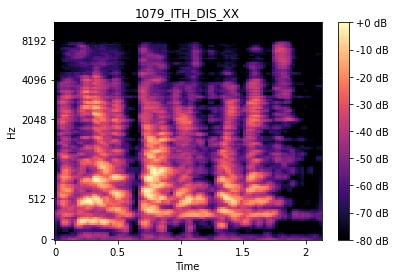 1079_ITH_DIS_XX
Hz
8192
4096
2048
1024
512
0
0
0.5
1
1.5
2
Time
+0 dB
-10 dB
-20 dB
-30 dB
-40 dB
-50 dB
-60 dB
-70 dB
-80 dB